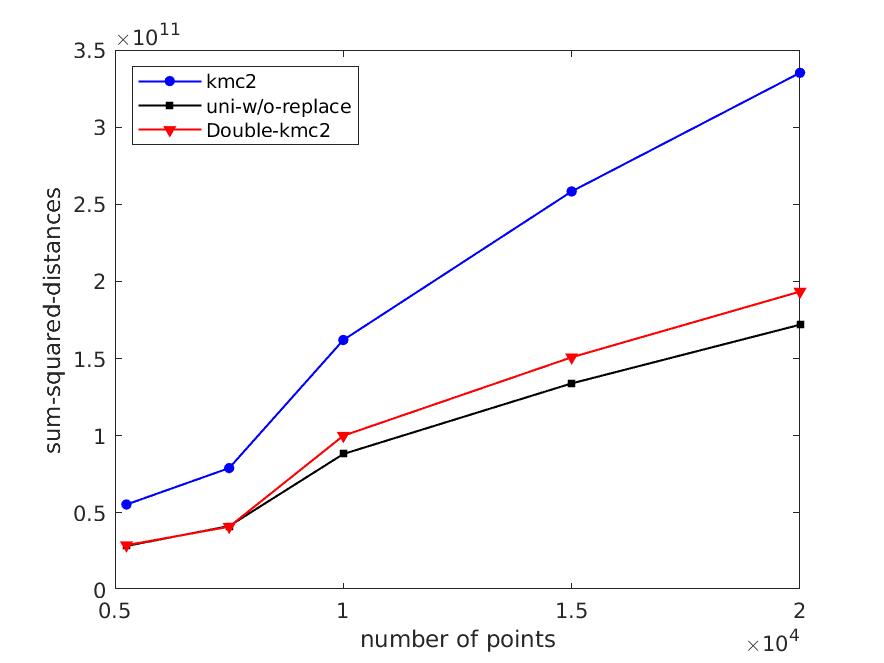 ×10^11
3.5
3
2.5
2
1.5
1
0.5
0
sum-squared-distances
kmc2
uni-w/o-replace
Double-kmc2
0.5 1 1.5 2
number of points
×10^4